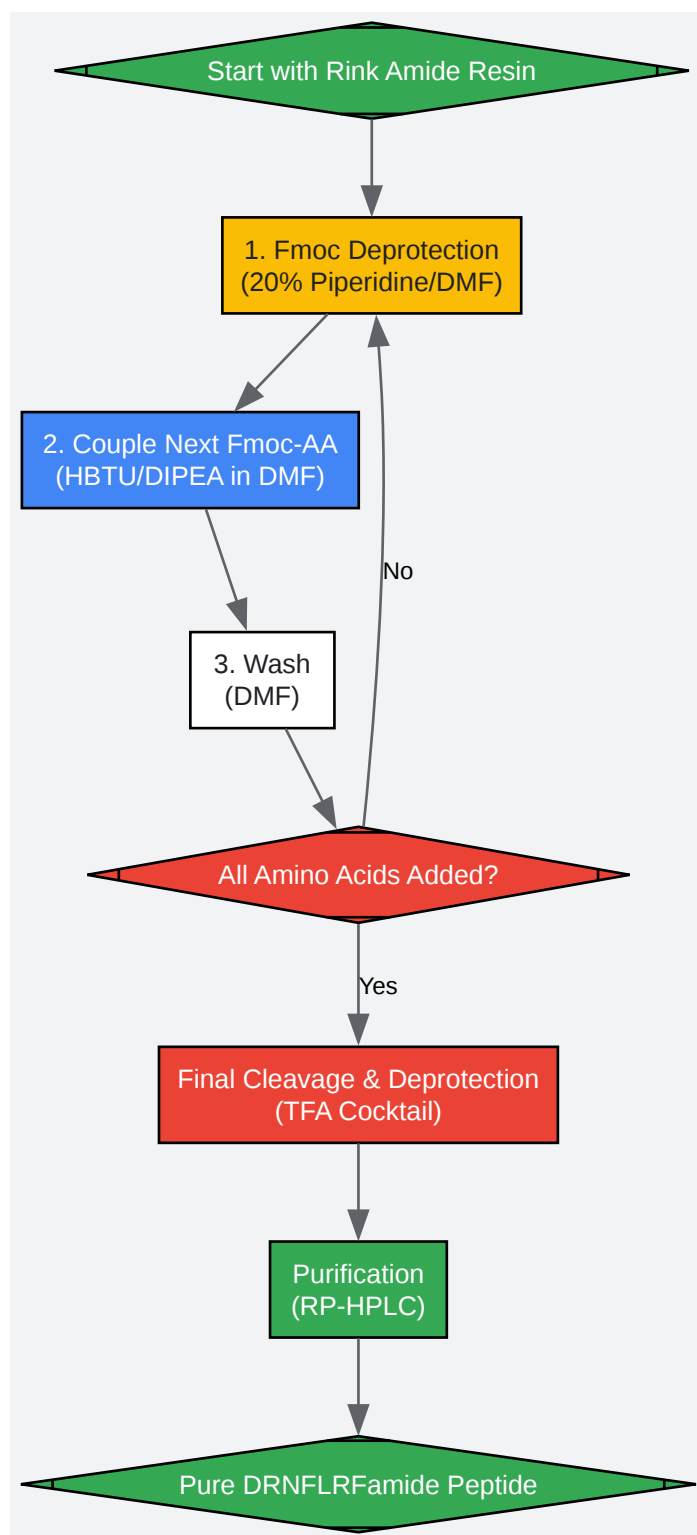 Start with Rink Amide Resin
1. Fmoc Deprotection
(20% Piperidine/DMF)
2. Couple Next Fmoc-AA
(HBTU/DIPEA in DMF)
No
3. Wash
(DMF)
All Amino Acids Added?
Yes
Final Cleavage & Deprotection
(TFA Cocktail)
Purification
(RP-HPLC)
Pure DRNFLRFamide Peptide